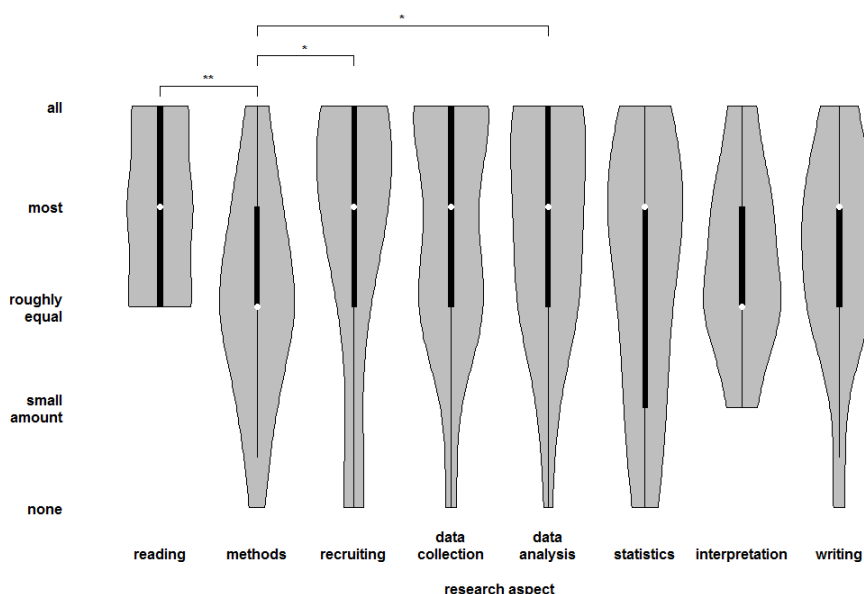 *
*
**
all
most
roughly
equal
small
amount
none
reading
methods
recruiting
data
collection
data
analysis
statistics
interpretation
writing
research aspect